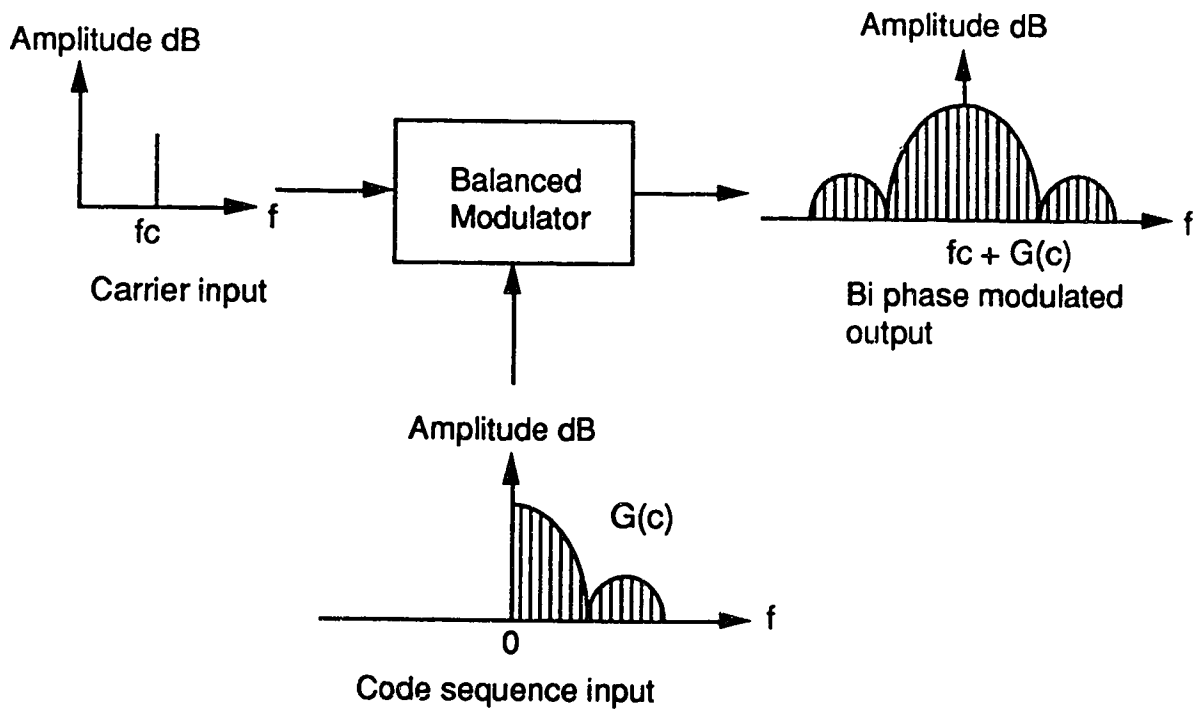 Amplitude dB
fc
f
Carrier input
Balanced
Modulator
Amplitude dB
f
fc + G(c)
Bi phase modulated
output
Amplitude dB
G(c)
f
0
Code sequence input